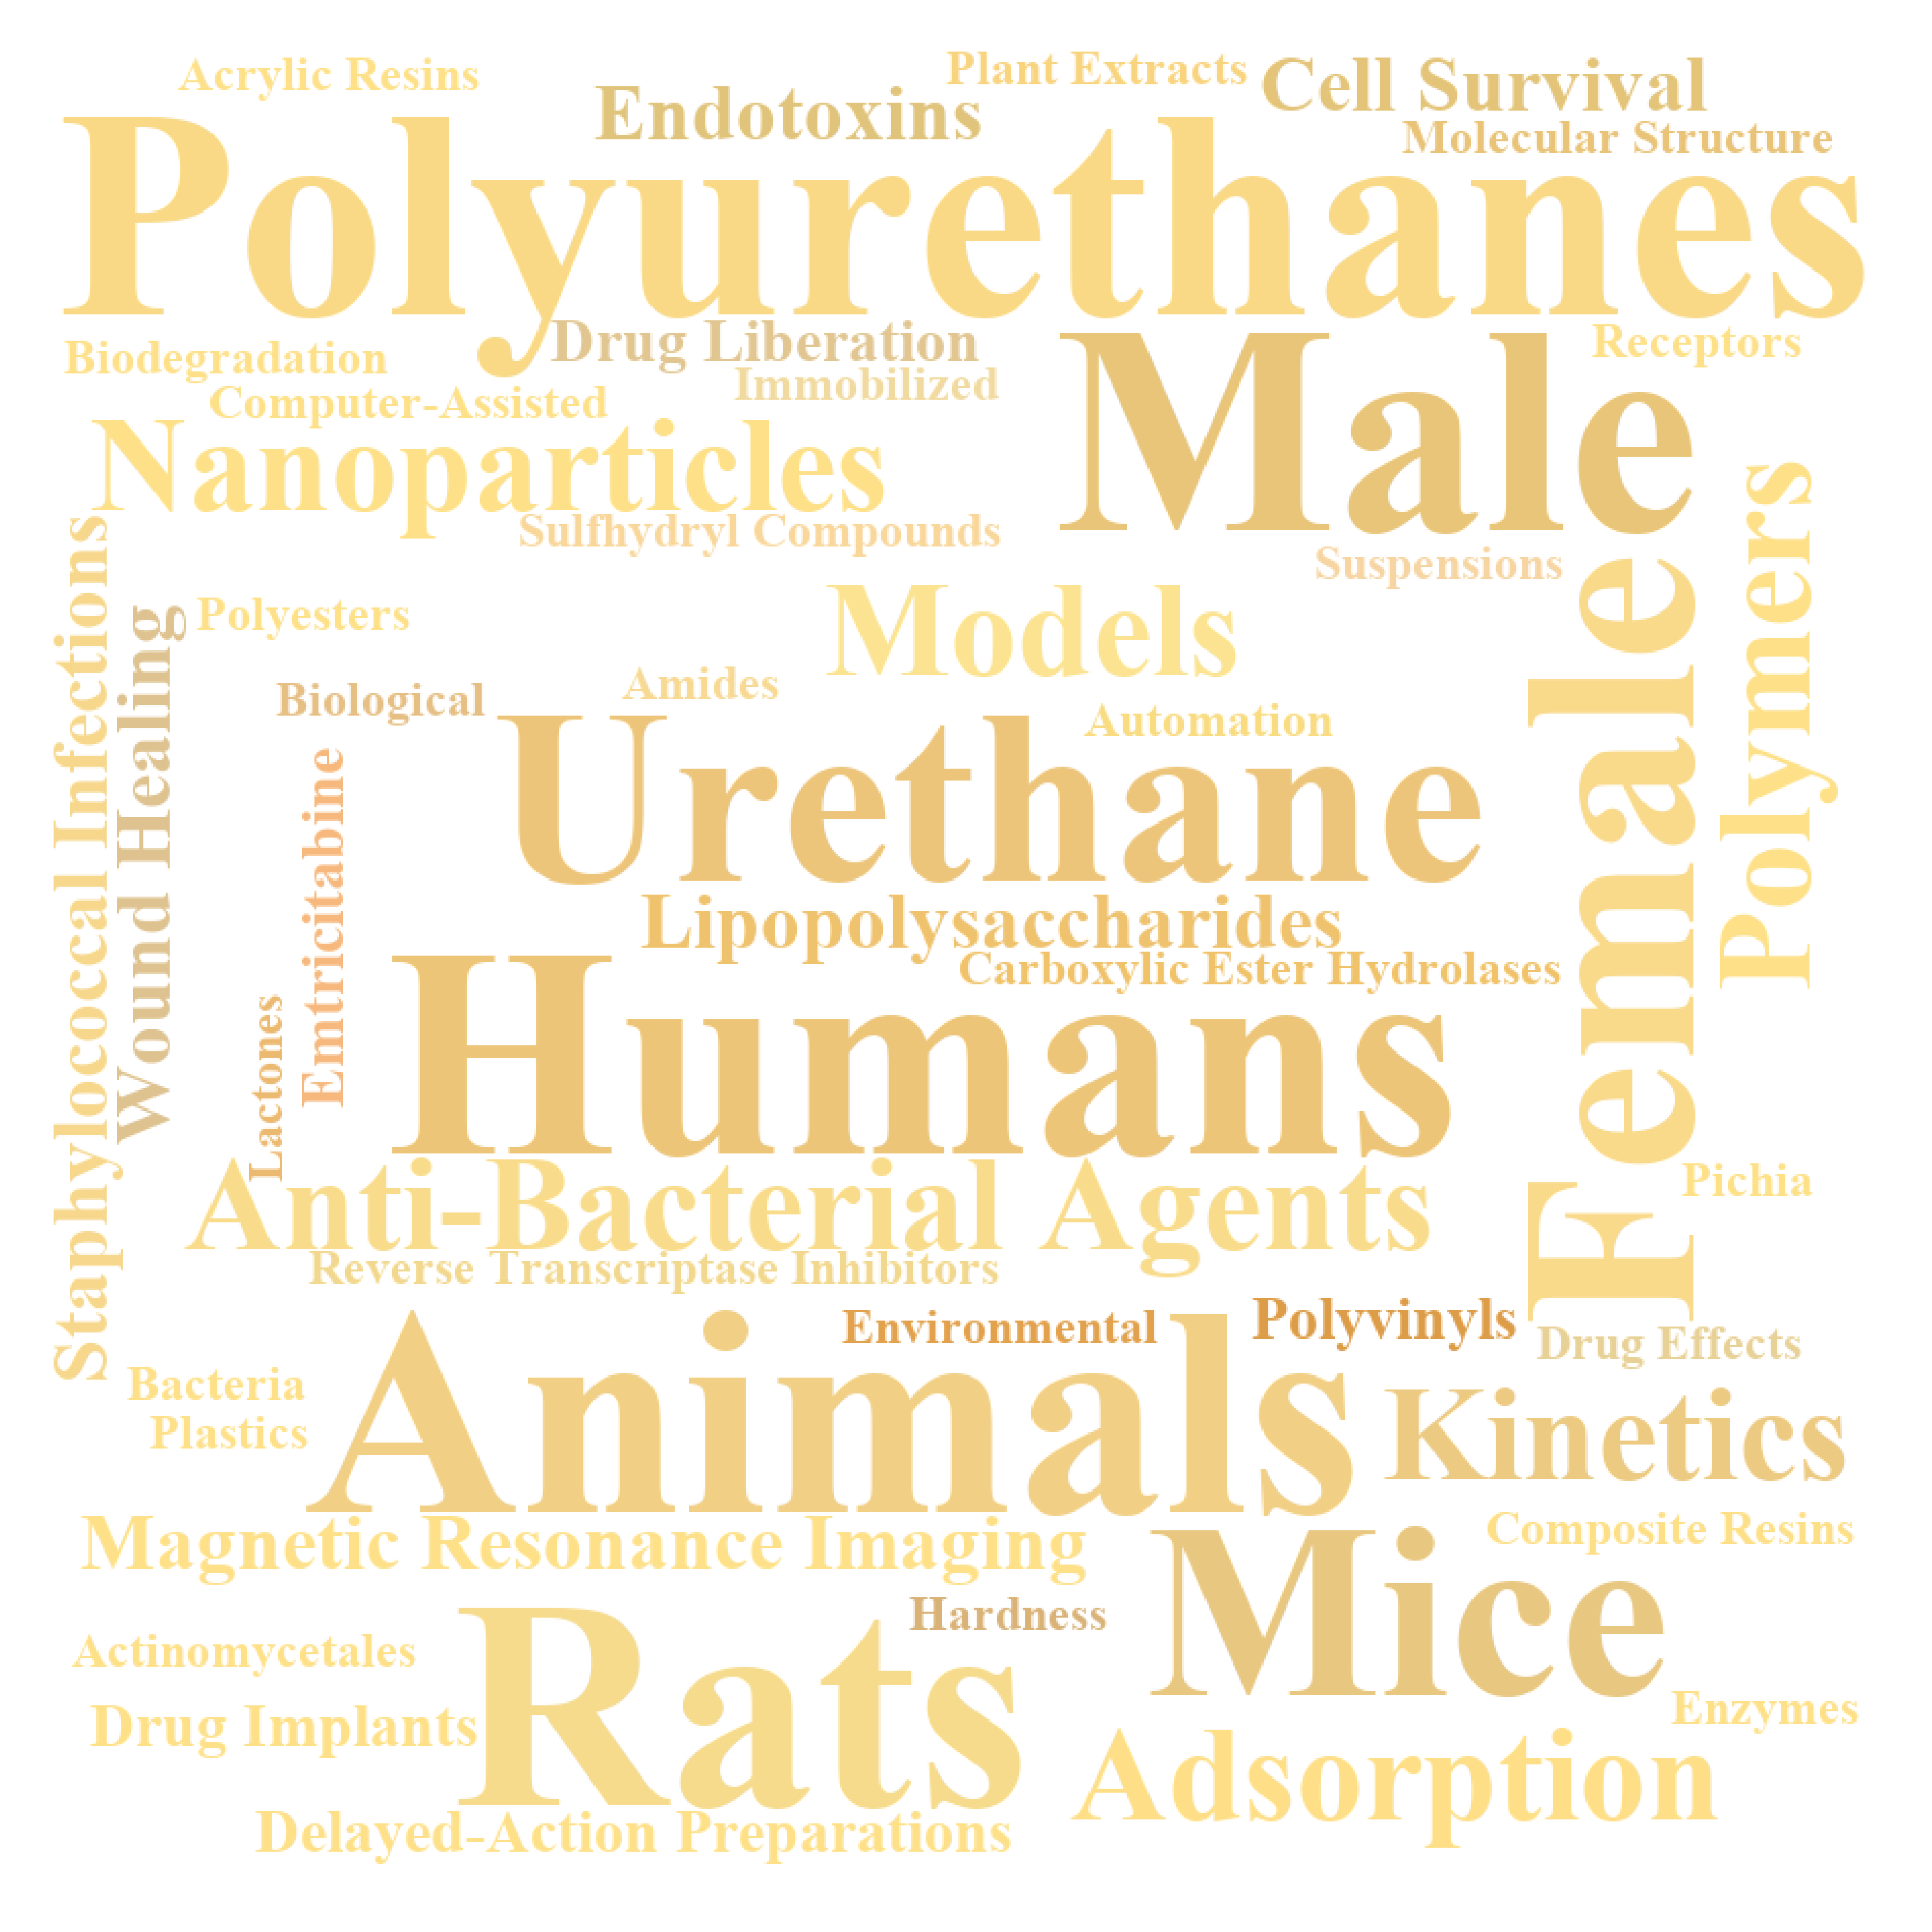 Plant Extracts
Acrylic Resins
Cell Survival
Endotoxins
Molecular Structure
Polyurethanes
Drug Liberation
Receptors
Biodegradation
Immobilized
Computer-Assisted
Male
Nanoparticles
Sulfhydryl Compounds
Suspensions
Polymers
Staphylococcal Infections
Wound Healing
Polyesters
Models
Female
Amides
Biological
Automation
Urethane
Emtricitabine
Lipopolysaccharides
Carboxylic Ester Hydrolases
Lactones
Humans
Pichia
Anti-Bacterial Agents
Reverse Transcriptase Inhibitors
Environmental
Polyvinyls
Drug Effects
Bacteria
Animals
Kinetics
Plastics
Composite Resins
Magnetic Resonance Imaging
Mice
Hardness
Actinomycetales
Rats
Enzymes
Drug Implants
Adsorption
Delayed-Action Preparations